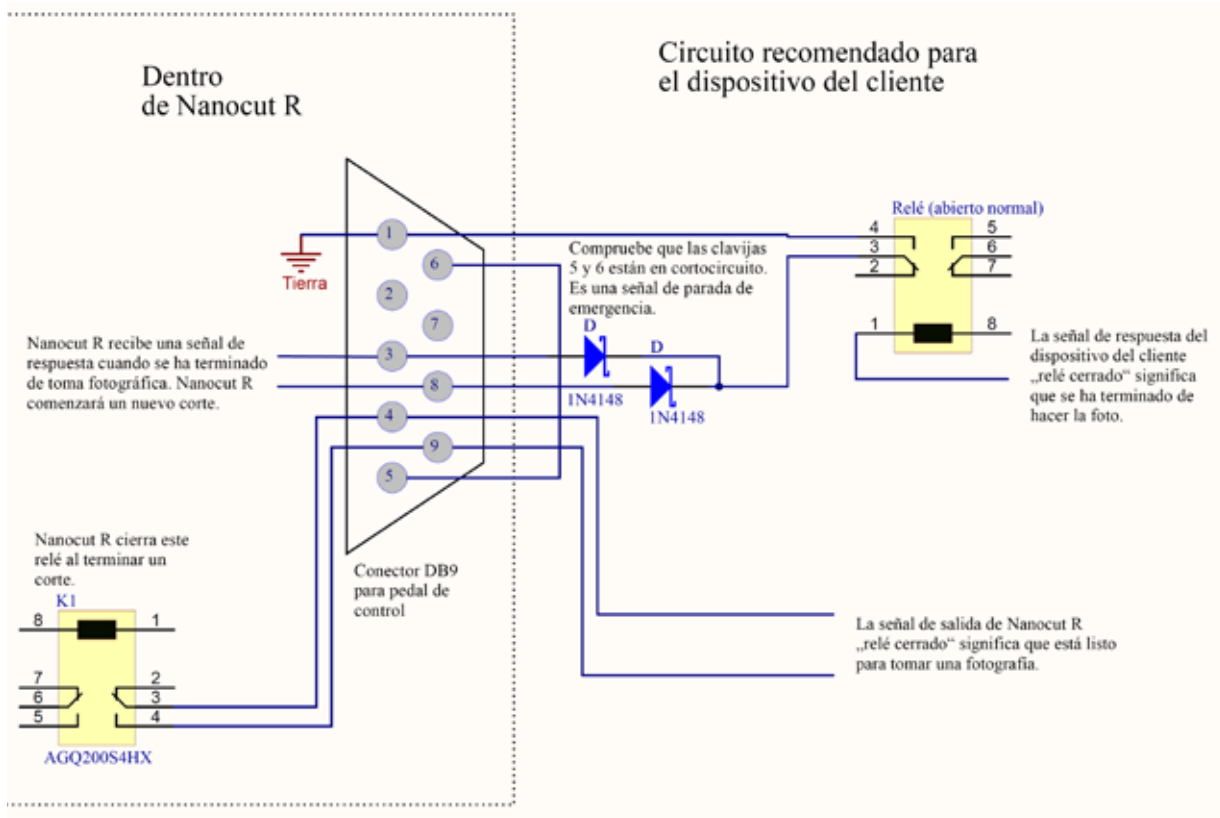 Dentro
de Nanocut R
Circuito recomendado para
el dispositivo del cliente
Relé (abierto normal)
4
3
2
5
6
7
1
8
1
6
2
7
3
8
4
9
5
Tierra
Compruebe que las clavijas
5 y 6 están en cortocircuito.
Es una señal de parada de
emergencia.
D
D
1N4148
1N4148
Nanocut R recibe una señal de
respuesta cuando se ha terminado
de toma fotográfica. Nanocut R
comenzará un nuevo corte.
La señal de respuesta del
dispositivo del cliente
„relé cerrado“ significa
que se ha terminado de
hacer la foto.
Nanocut R cierra este
relé al terminar un
corte.
K1
8
1
7
6
5
2
3
4
AGQ200S4HX
Conector DB9
para pedal de
control
La señal de salida de Nanocut R
„relé cerrado“ significa que está listo
para tomar una fotografía.